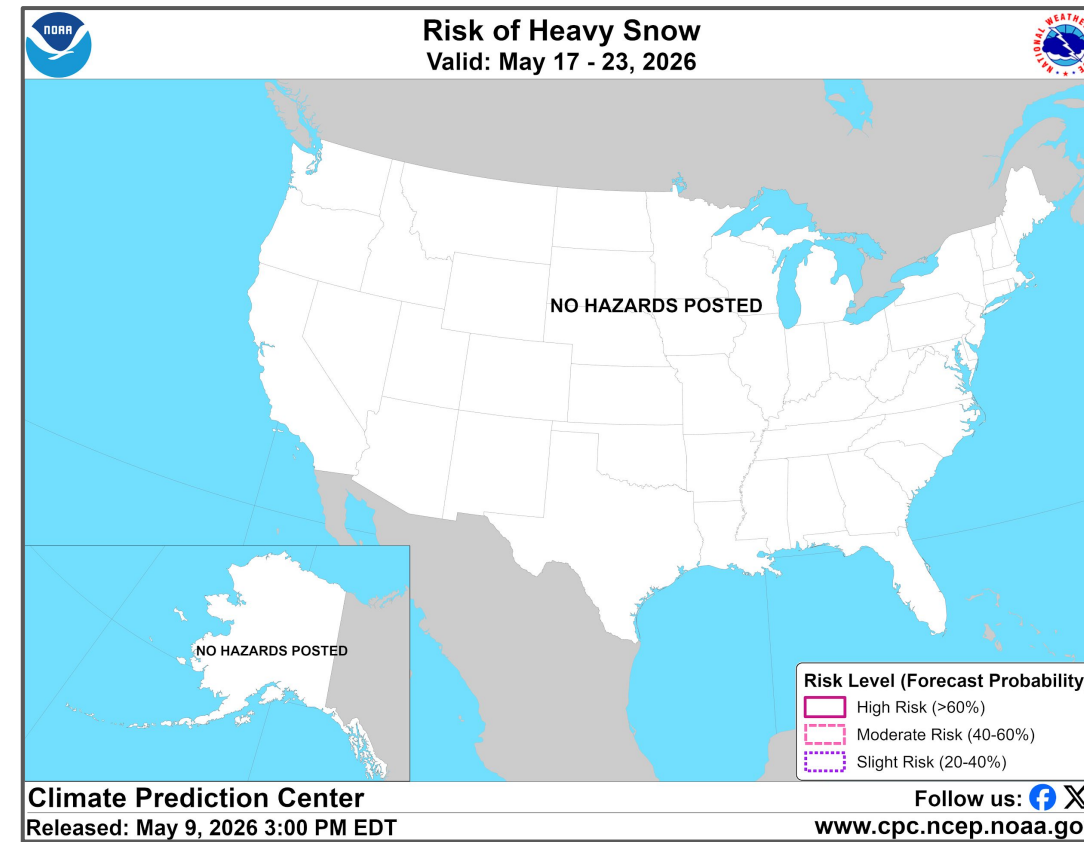 NOAA
Risk of Heavy Snow
Valid: May 17 - 23, 2026
NATIONAL WEATHE
NO HAZARDS POSTED
NO HAZARDS POSTED
Risk Level (Forecast Probability
High Risk (>60%)
Moderate Risk (40-60%)
Slight Risk (20-40%)
Climate Prediction Center
Follow us:
Released: May 9, 2026 3:00 PM EDT
www.cpc.ncep.noaa.go